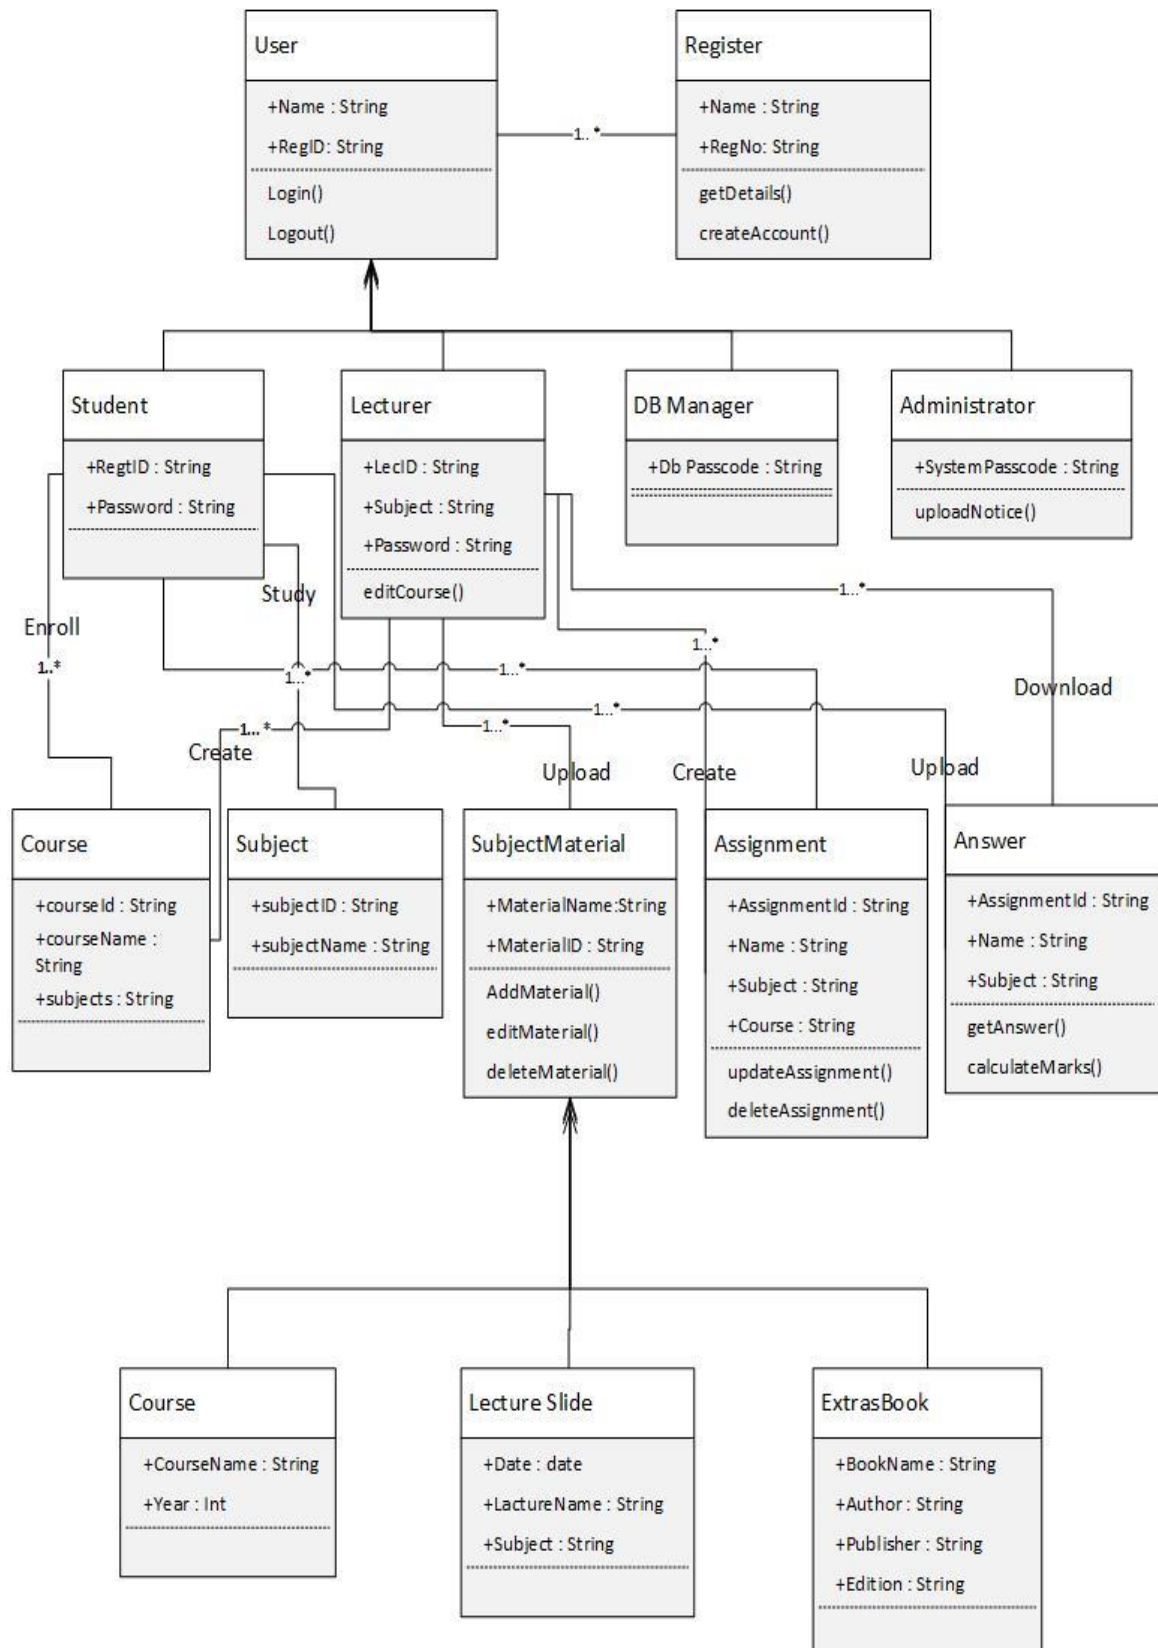 User
+Name : String
+RegID: String
Login()
Logout()
Register
+Name : String
+RegNo: String
getDetails()
createAccount()
1.. *
Student
+RegtID : String
+Password : String
Lecturer
+LecID : String
+Subject : String
+Password : String
editCourse()
DB Manager
+Db Passcode : String
Administrator
+SystemPasscode : String
uploadNotice()
Enroll
1..*
Study
1...*
1...*
1...*
1...*
1...*
1... *
1...*
Create
Upload
Create
Upload
Download
Course
+courseId : String
+courseName :
String
+subjects : String
Subject
+subjectID : String
+subjectName : String
SubjectMaterial
+MaterialName:String
+MaterialID : String
AddMaterial()
editMaterial()
deleteMaterial()
Assignment
+AssignmentId : String
+Name : String
+Subject : String
+Course : String
updateAssignment()
deleteAssignment()
Answer
+AssignmentId : String
+Name : String
+Subject : String
getAnswer()
calculateMarks()
Course
+CourseName : String
+Year : Int
Lecture Slide
+Date : date
+LactureName : String
+Subject : String
ExtrasBook
+BookName : String
+Author : String
+Publisher : String
+Edition : String